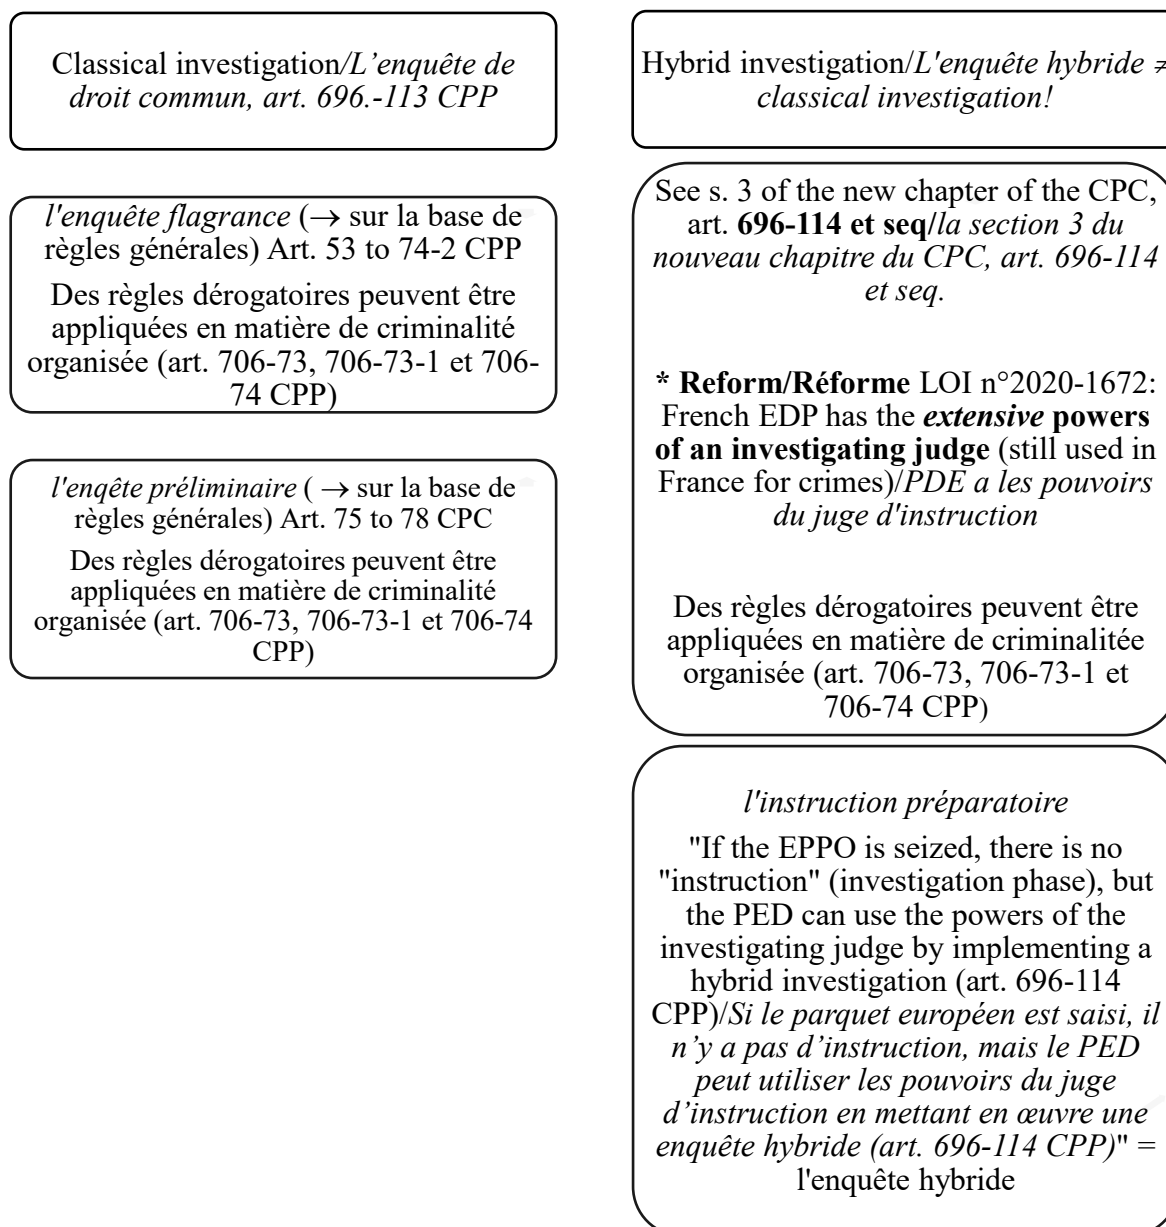 Classical investigation/L’enquête de
droit commun, art. 696.-113 CPP
l'enquête flagrance (→ sur la base de
règles générales) Art. 53 to 74-2 CPP
Des règles dérogatoires peuvent être
appliquées en matière de criminalité
organisée (art. 706-73, 706-73-1 et 706-
74 CPP)
l'enqête préliminaire ( → sur la base de
règles générales) Art. 75 to 78 CPC
Des règles dérogatoires peuvent être
appliquées en matière de criminalité
organisée (art. 706-73, 706-73-1 et 706-74
CPP)
Hybrid investigation/L'enquête hybride ≠
classical investigation!
See s. 3 of the new chapter of the CPC,
art. 696-114 et seq/la section 3 du
nouveau chapitre du CPC, art. 696-114
et seq.
* Reform/Réforme LOI n°2020-1672:
French EDP has the extensive powers
of an investigating judge (still used in
France for crimes)/PDE a les pouvoirs
du juge d'instruction
Des règles dérogatoires peuvent être
appliquées en matière de criminalitée
organisée (art. 706-73, 706-73-1 et
706-74 CPP)
l'instruction préparatoire
"If the EPPO is seized, there is no
"instruction" (investigation phase), but
the PED can use the powers of the
investigating judge by implementing a
hybrid investigation (art. 696-114
CPP)/Si le parquet européen est saisi, il
n’y a pas d’instruction, mais le PED
peut utiliser les pouvoirs du juge
d’instruction en mettant en œuvre une
enquête hybride (art. 696-114 CPP)" =
l'enquête hybride